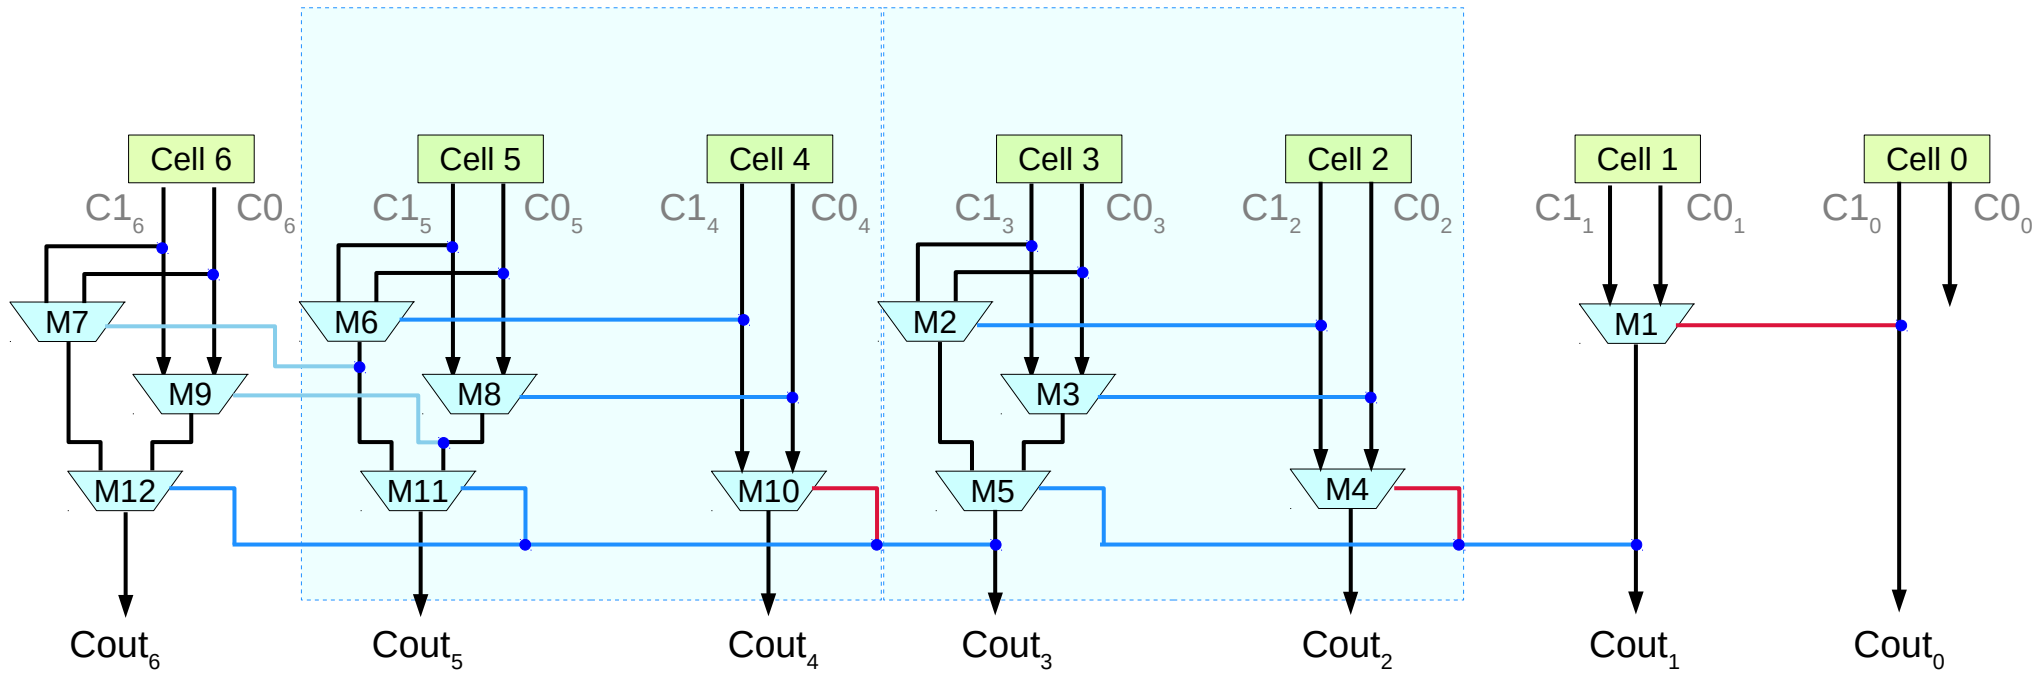 Cell 6 Cell 5 Cell 4 Cell 3 Cell 2 Cell 1 Cell 0
C1₆ C0₆ C1₅ C0₅ C1₄ C0₄ C1₃ C0₃ C1₂ C0₂ C1₁ C0₁ C1₀ C0₀
M7 M6 M2 M1
M9 M8 M3
M12 M11 M10 M5 M4
Cout₆ Cout₅ Cout₄ Cout₃ Cout₂ Cout₁ Cout₀